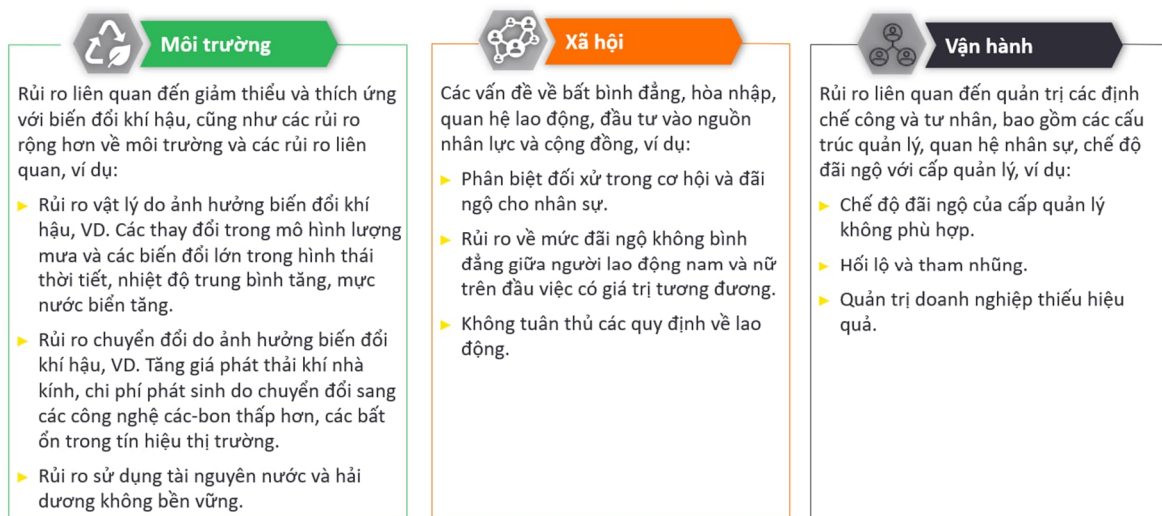 Môi trường
Rủi ro liên quan đến giảm thiểu và thích ứng
với biến đổi khí hậu, cũng như các rủi ro
rộng hơn về môi trường và các rủi ro liên
quan, ví dụ:
► Rủi ro vật lý do ảnh hưởng biến đổi khí
hậu, VD. Các thay đổi trong mô hình lượng
mưa và các biến đổi lớn trong hình thái
thời tiết, nhiệt độ trung bình tăng, mực
nước biển tăng.
► Rủi ro chuyển đổi do ảnh hưởng biến đổi
khí hậu, VD. Tăng giá phát thải khí nhà
kính, chi phí phát sinh do chuyển đổi sang
các công nghệ các-bon thấp hơn, các bất
ổn trong tín hiệu thị trường.
► Rủi ro sử dụng tài nguyên nước và hải
dương không bền vững.
Xã hội
Các vấn đề về bất bình đẳng, hòa nhập,
quan hệ lao động, đầu tư vào nguồn
nhân lực và cộng đồng, ví dụ:
► Phân biệt đối xử trong cơ hội và đãi
ngộ cho nhân sự.
► Rủi ro về mức đãi ngộ không bình
đẳng giữa người lao động nam và nữ
trên đầu việc có giá trị tương đương.
► Không tuân thủ các quy định về lao
động.
Vận hành
Rủi ro liên quan đến quản trị các định
chế công và tư nhân, bao gồm các cấu
trúc quản lý, quan hệ nhân sự, chế độ
đãi ngộ với cấp quản lý, ví dụ:
► Chế độ đãi ngộ của cấp quản lý
không phù hợp.
► Hối lộ và tham nhũng.
► Quản trị doanh nghiệp thiếu hiệu
quả.